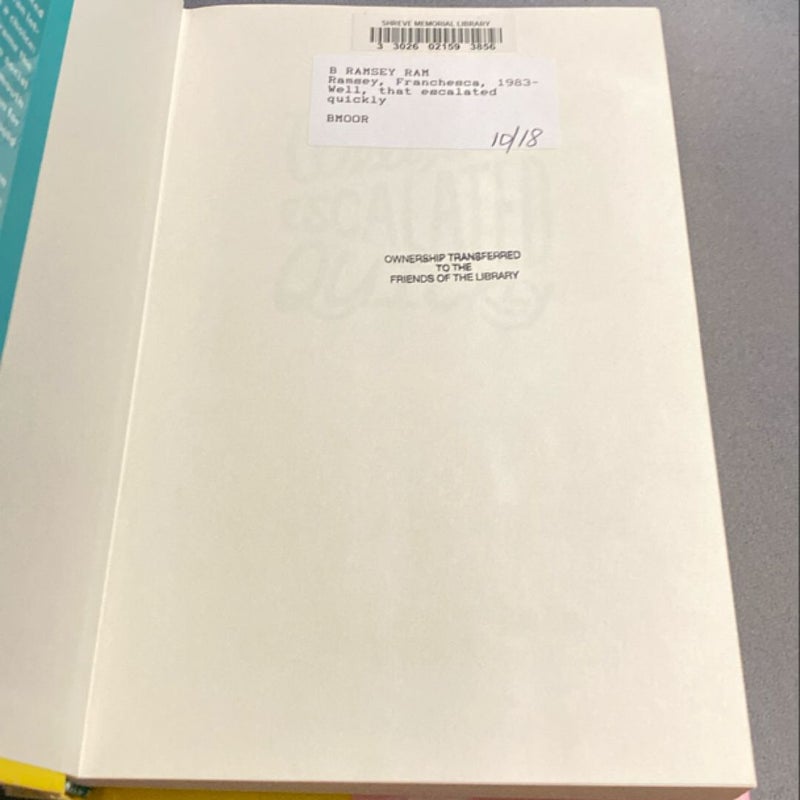 SHREVE MEMORIAL LIBRARY
3 3026 02159 3856
B RAMSEY RAM
Ramsey, Franchesca, 1983-
Well, that escalated
quickly
BMOOR
10/18
ESCALATED
OWNERSHIP TRANSFERRED
TO THE
FRIENDS OF THE LIBRARY